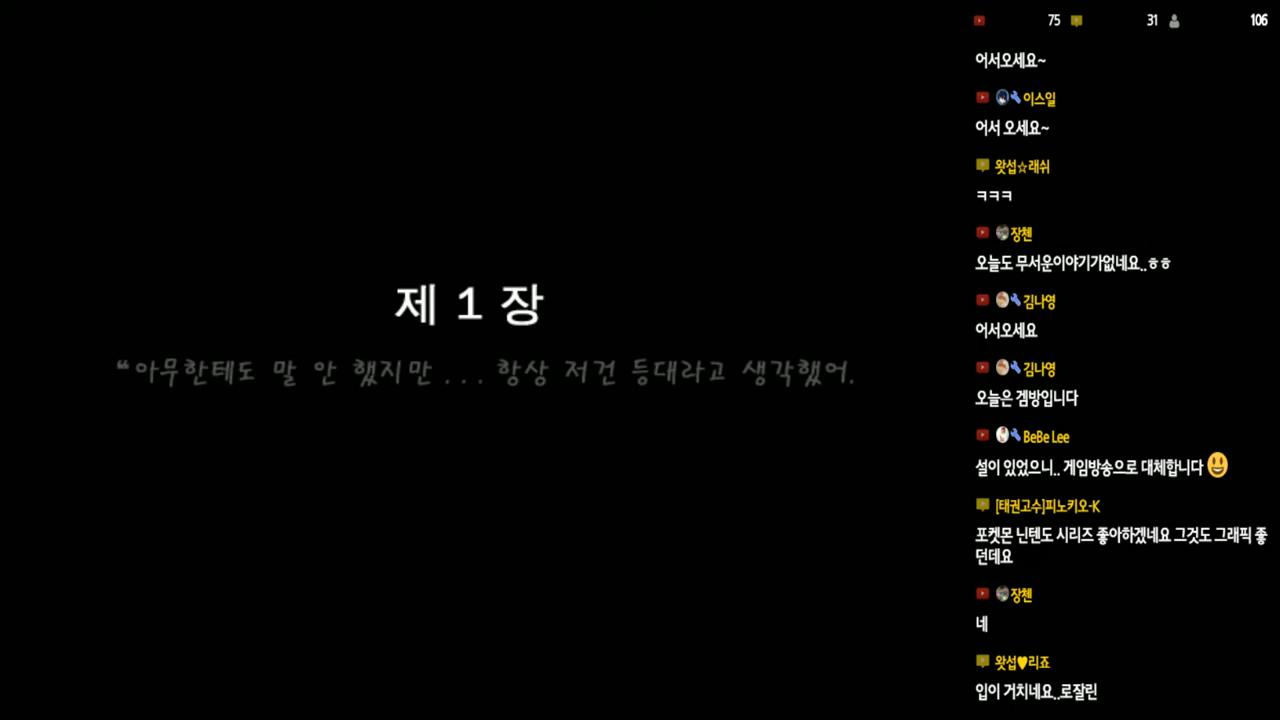 제 1 장
“아무한테도 말 안 했지만 . . . 항상 저건 등대라고 생각했어.
75 31 106
어서오세요~
이스일
어서 오세요~
왓섭☆래쉬
ㅋㅋㅋ
장첸
오늘도 무서운이야기가없네요..ㅎㅎ
김나영
어서오세요
김나영
오늘은 겜방입니다
BeBe Lee
설이 있었으니.. 게임방송으로 대체합니다 😃
[태권고수]피노키오-K
포켓몬 닌텐도 시리즈 좋아하겠네요 그것도 그래픽 좋
던데요
장첸
네
왓섭♥리죠
입이 거치네요..로잘린